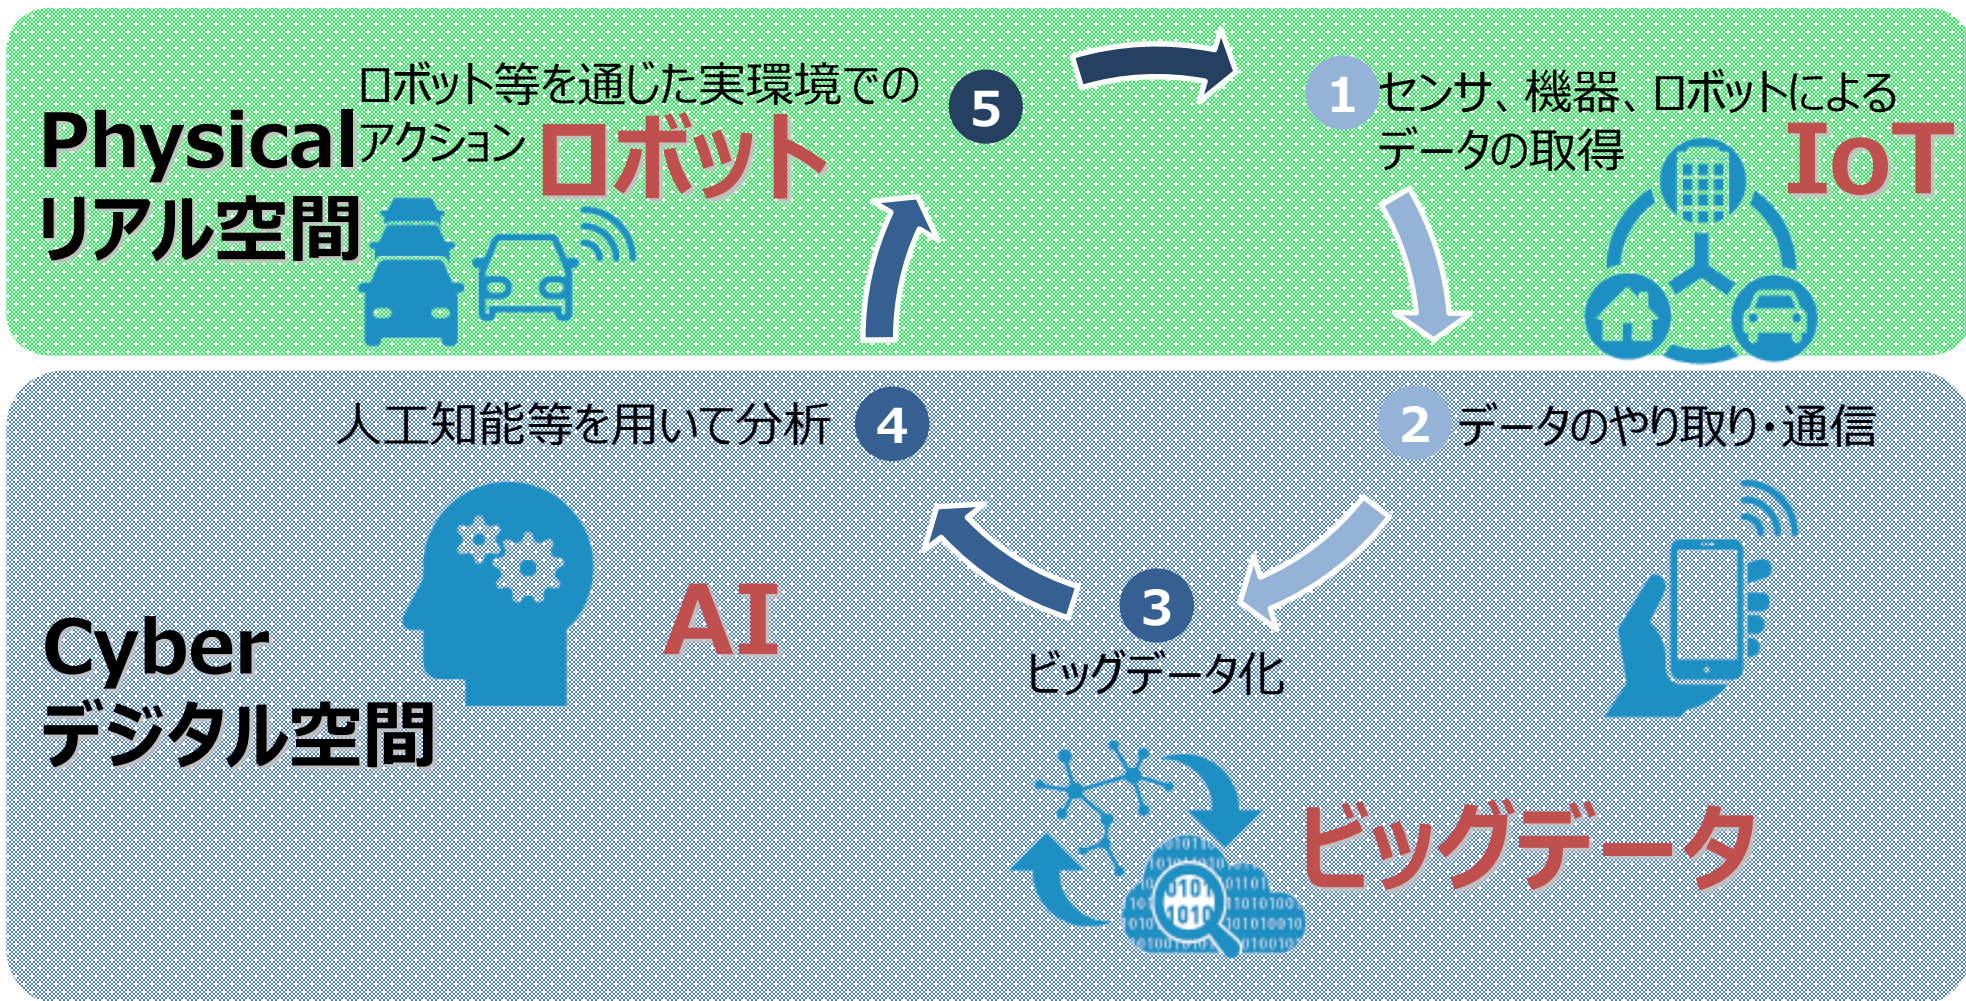 Physical
リアル空間
ロボット等を通じた実環境での
アクション
ロボット
5
1
センサ、機器、ロボットによる
データの取得
IoT
人工知能等を用いて分析
4
2
データのやり取り・通信
AI
3
ビッグデータ化
Cyber
デジタル空間
ビッグデータ